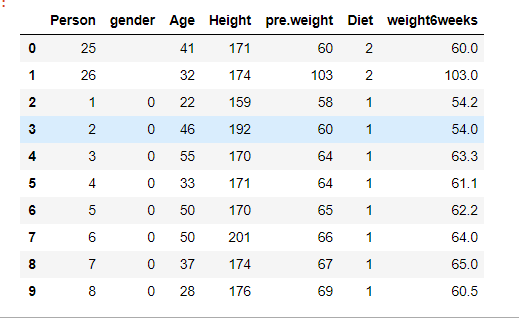 :
Person gender Age Height pre.weight Diet weight6weeks
0 25 41 171 60 2 60.0
1 26 32 174 103 2 103.0
2 1 0 22 159 58 1 54.2
3 2 0 46 192 60 1 54.0
4 3 0 55 170 64 1 63.3
5 4 0 33 171 64 1 61.1
6 5 0 50 170 65 1 62.2
7 6 0 50 201 66 1 64.0
8 7 0 37 174 67 1 65.0
9 8 0 28 176 69 1 60.5